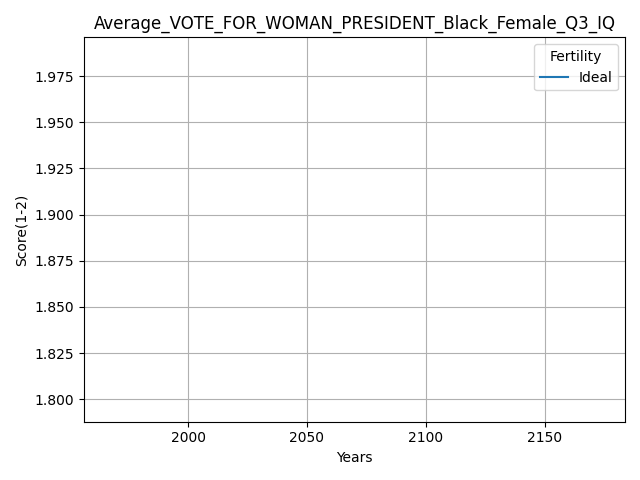 Average_VOTE_FOR_WOMAN_PRESIDENT_Black_Female_Q3_IQ
Fertility
Ideal
1.975
1.950
1.925
1.900
1.875
1.850
1.825
1.800
Score(1-2)
2000 2050 2100 2150
Years